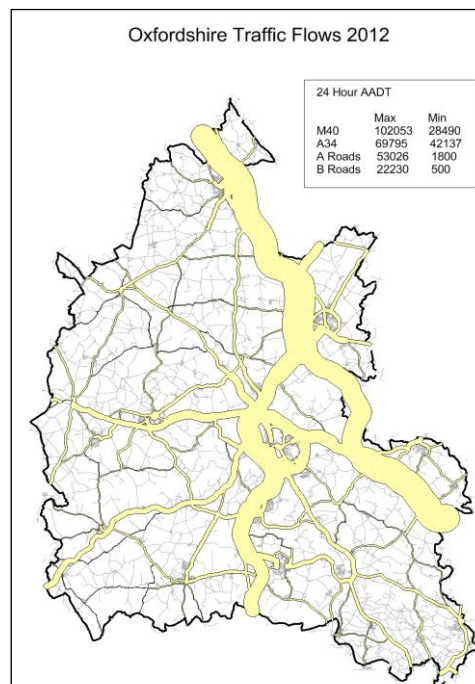 Oxfordshire Traffic Flows 2012
24 Hour AADT
Max Min
M40 102053 28490
A34 69795 42137
A Roads 53026 1800
B Roads 22230 500